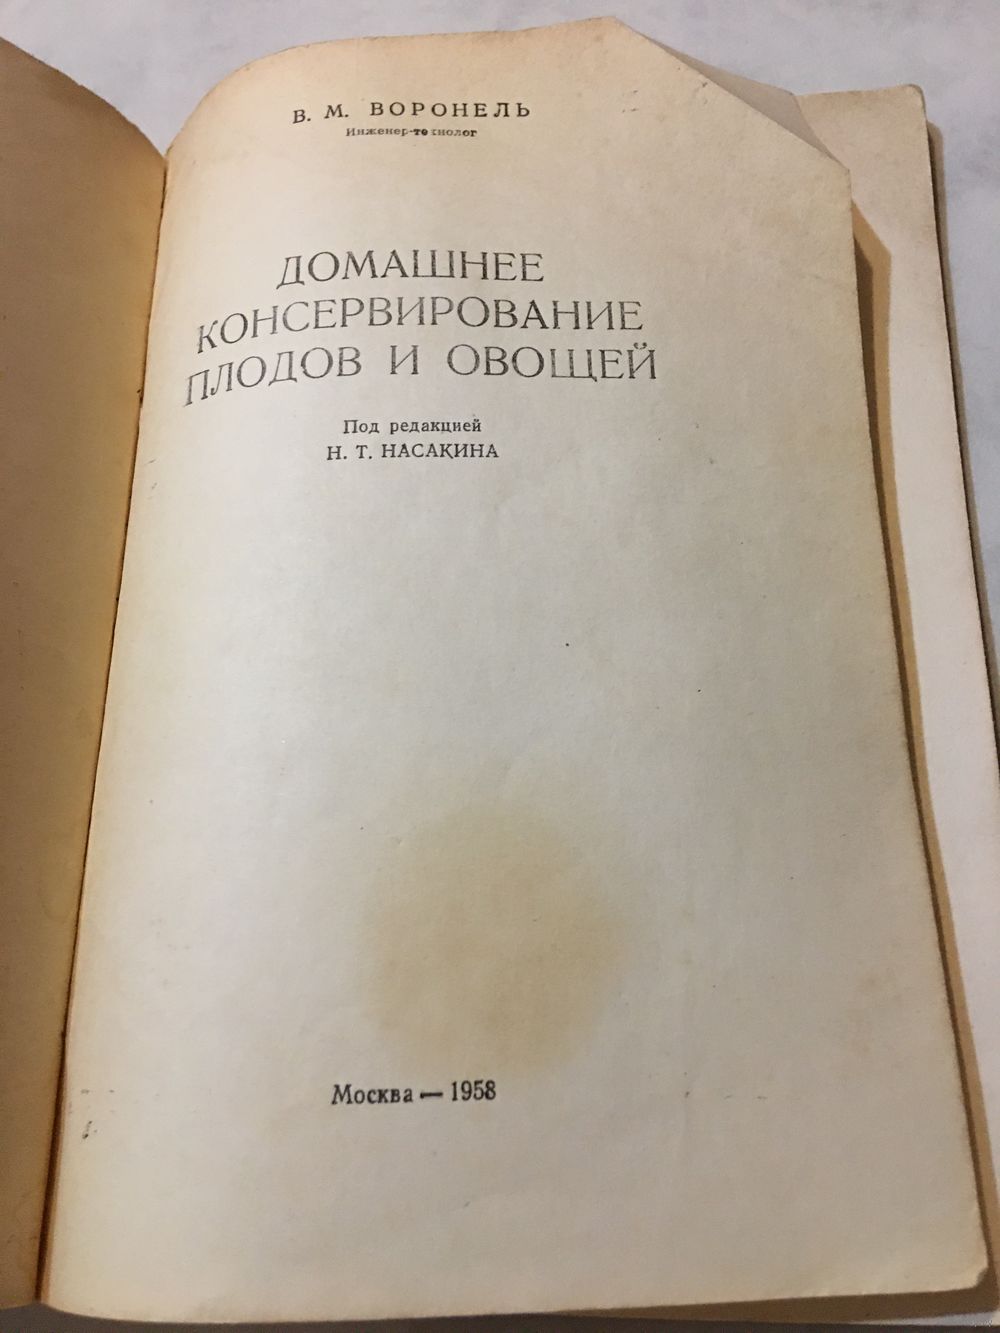 В. М. ВОРОНЕЛЬ
Инженер-технолог
ДОМАШНЕЕ
КОНСЕРВИРОВАНИЕ
ПЛОДОВ И ОВОЩЕЙ
Под редакцией
Н. Т. НАСАКИНА
Москва — 1958